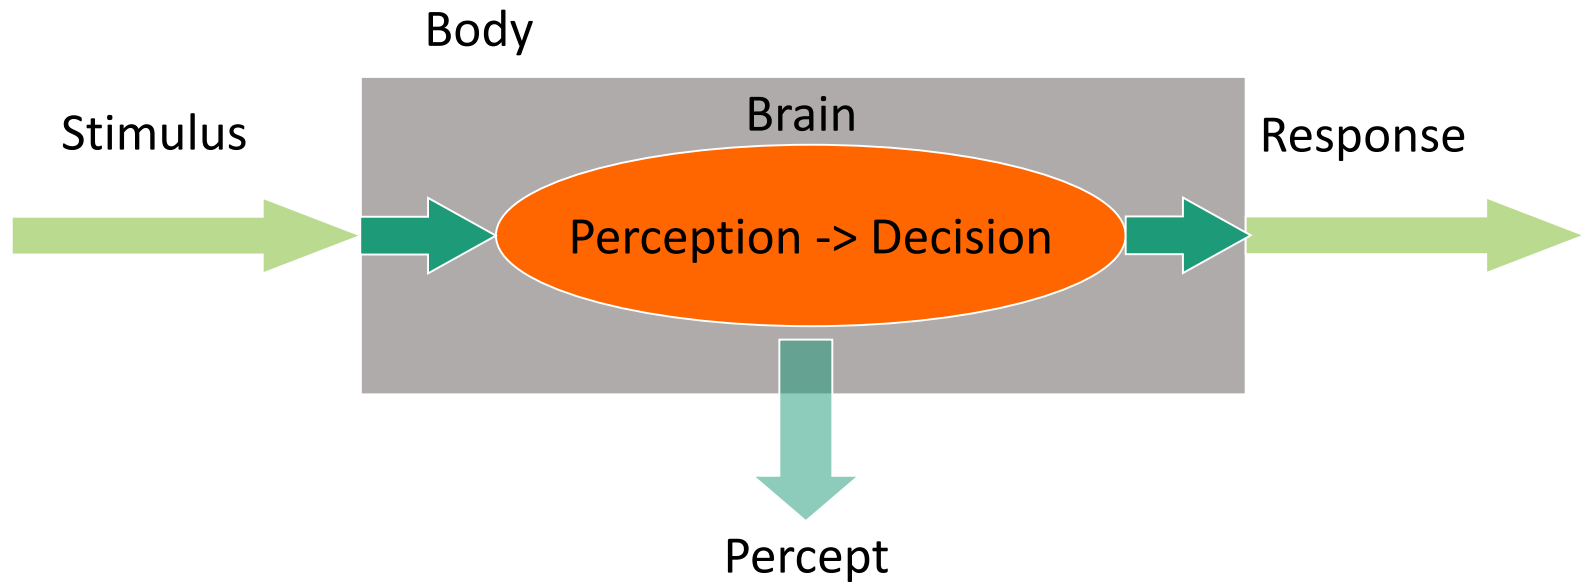 Body
Stimulus
Brain
Response
Perception -> Decision
Percept